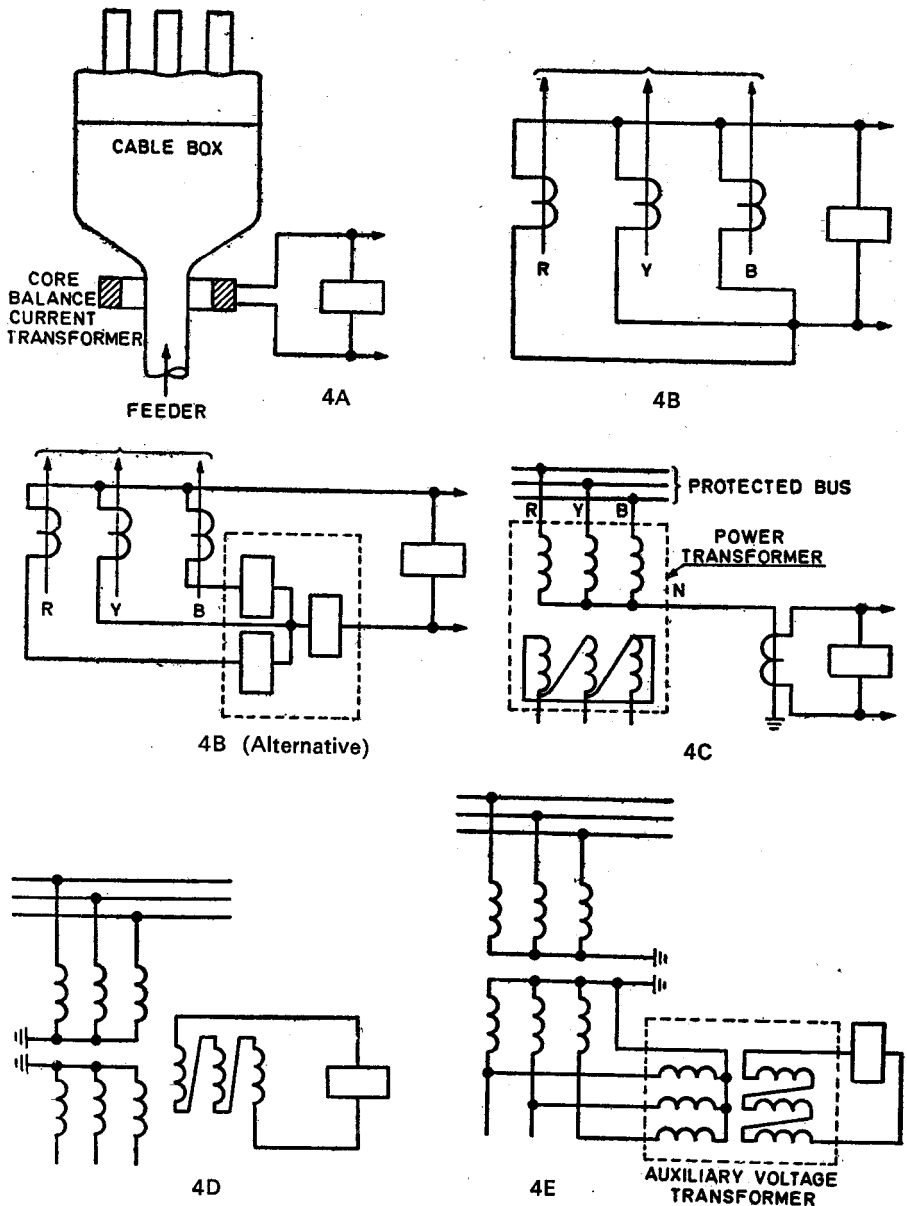 CABLE BOX
CORE
BALANCE
CURRENT
TRANSFORMER
FEEDER
4A
R
Y
B
4B
R
Y
B
4B (Alternative)
PROTECTED BUS
R
Y
B
POWER
TRANSFORMER
N
4C
4D
4E
AUXILIARY VOLTAGE
TRANSFORMER